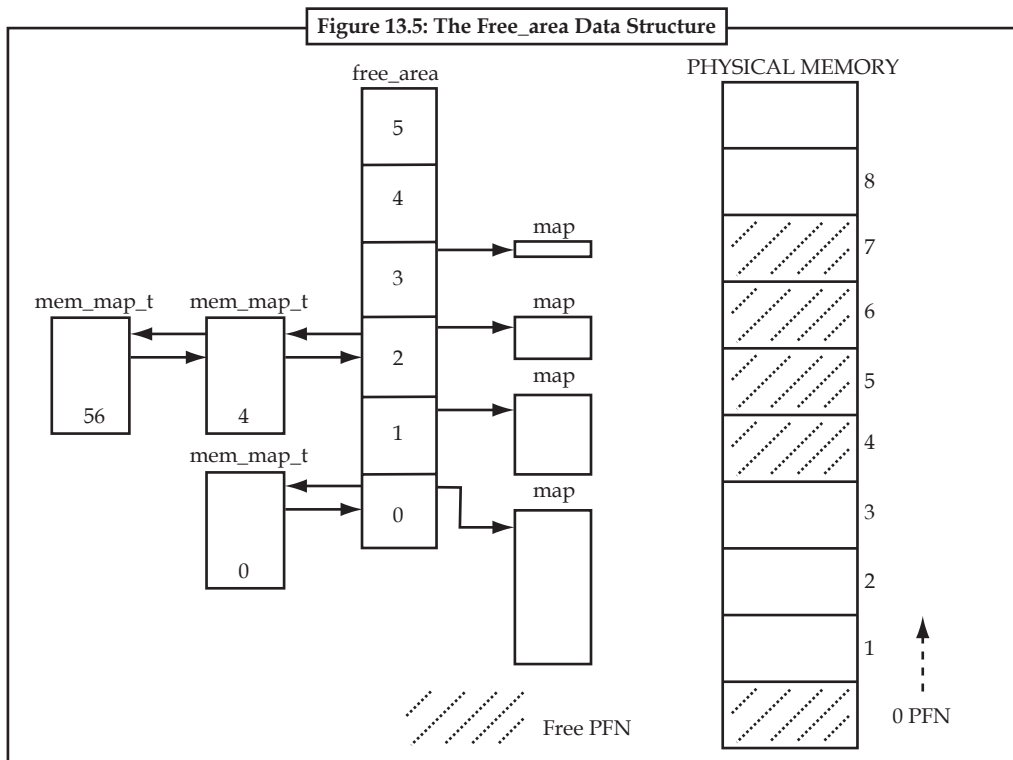 Figure 13.5: The Free_area Data Structure
free_area
PHYSICAL MEMORY
5
4
3
2
1
0
map
map
map
map
mem_map_t
mem_map_t
56
4
mem_map_t
0
8
7
6
5
4
3
2
1
0 PFN
Free PFN